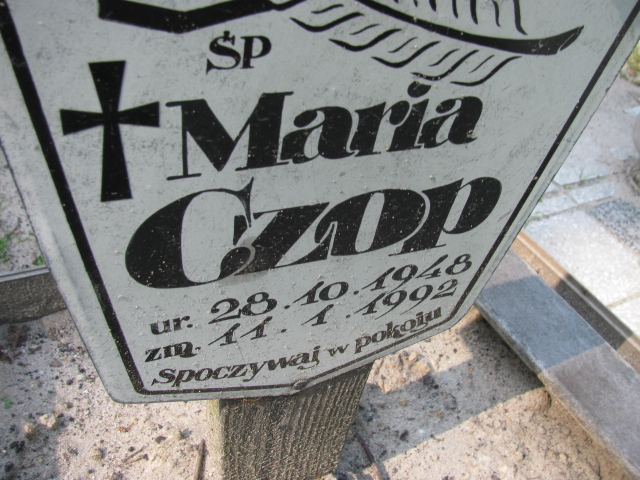 ŚP
Maria
Czop
ur. 28.10.1948
zm. 11.1.1992
Spoczywaj w pokoju